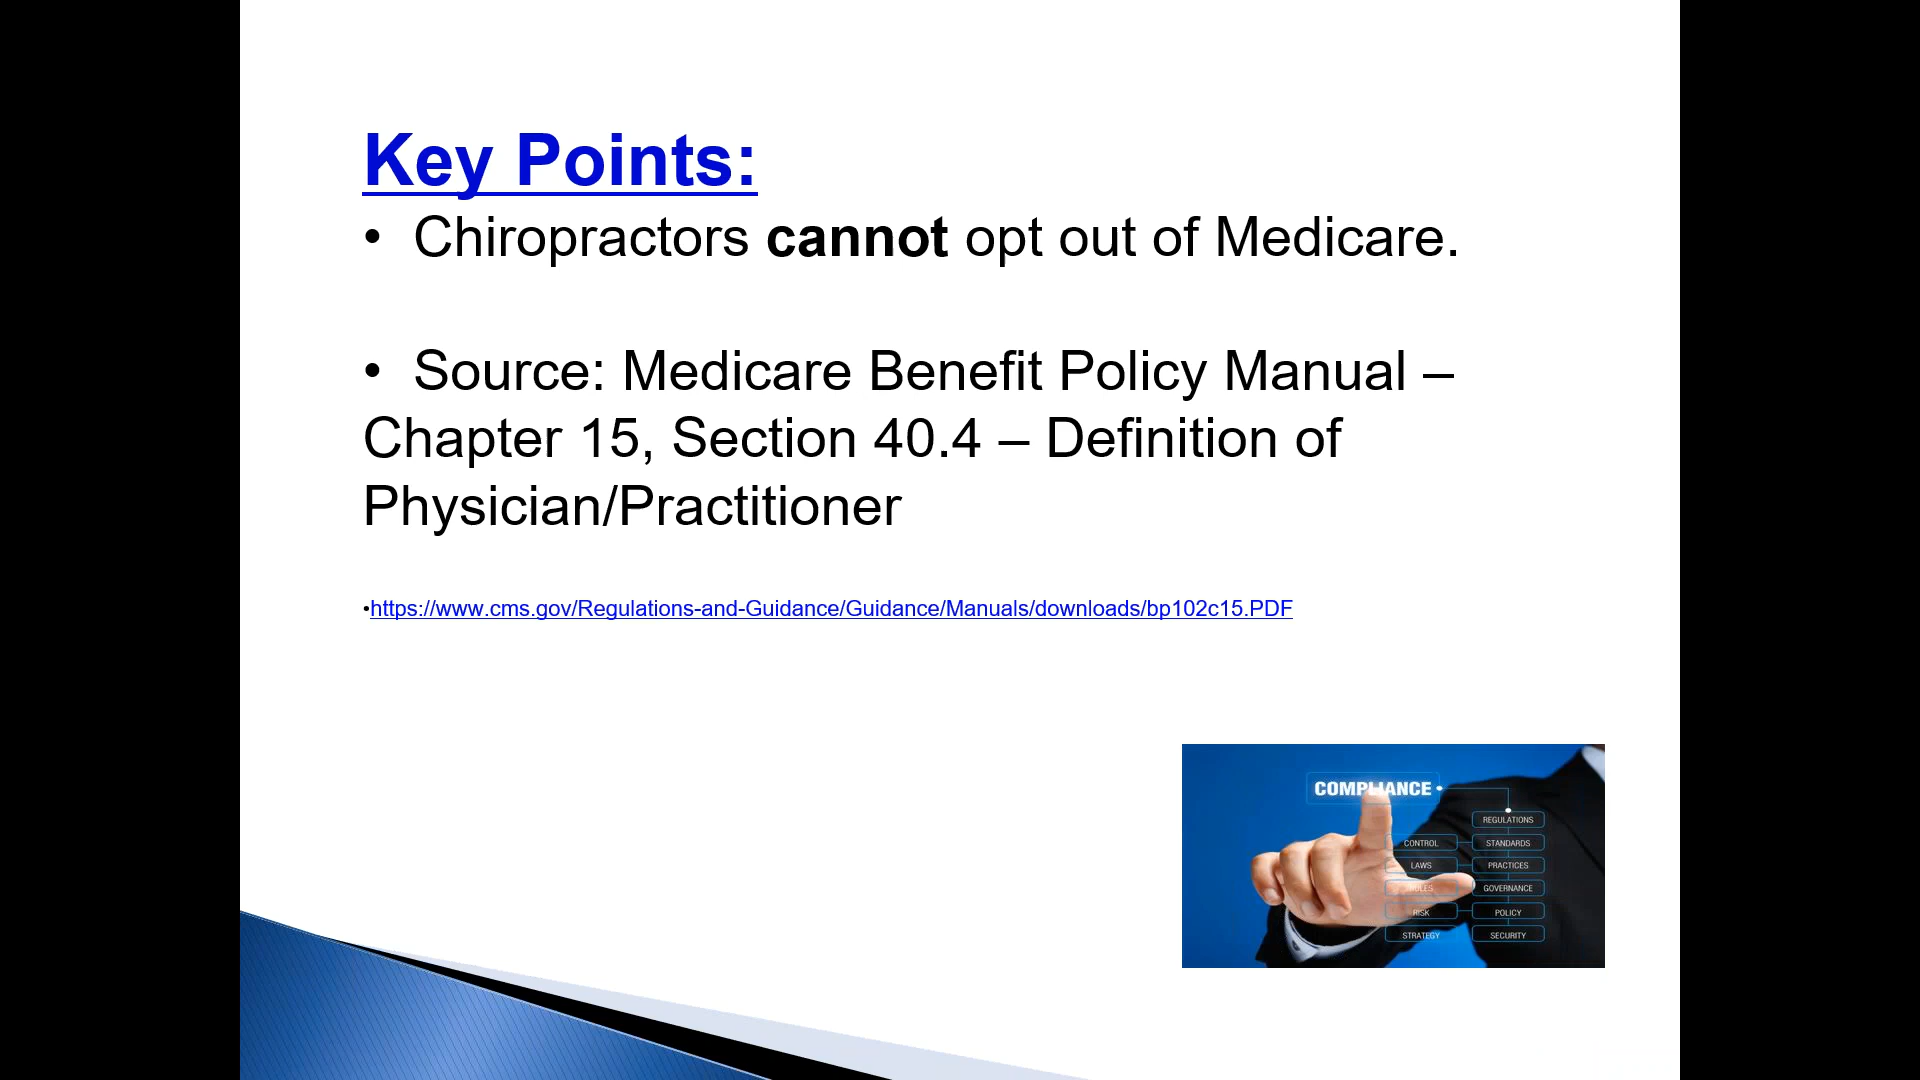 Key Points:
• Chiropractors cannot opt out of Medicare.
• Source: Medicare Benefit Policy Manual –
Chapter 15, Section 40.4 – Definition of
Physician/Practitioner
•https://www.cms.gov/Regulations-and-Guidance/Guidance/Manuals/downloads/bp102c15.PDF
COMPLIANCE
REGULATIONS
CONTROL STANDARDS
LAWS PRACTICES
RULES GOVERNANCE
RISK POLICY
STRATEGY SECURITY